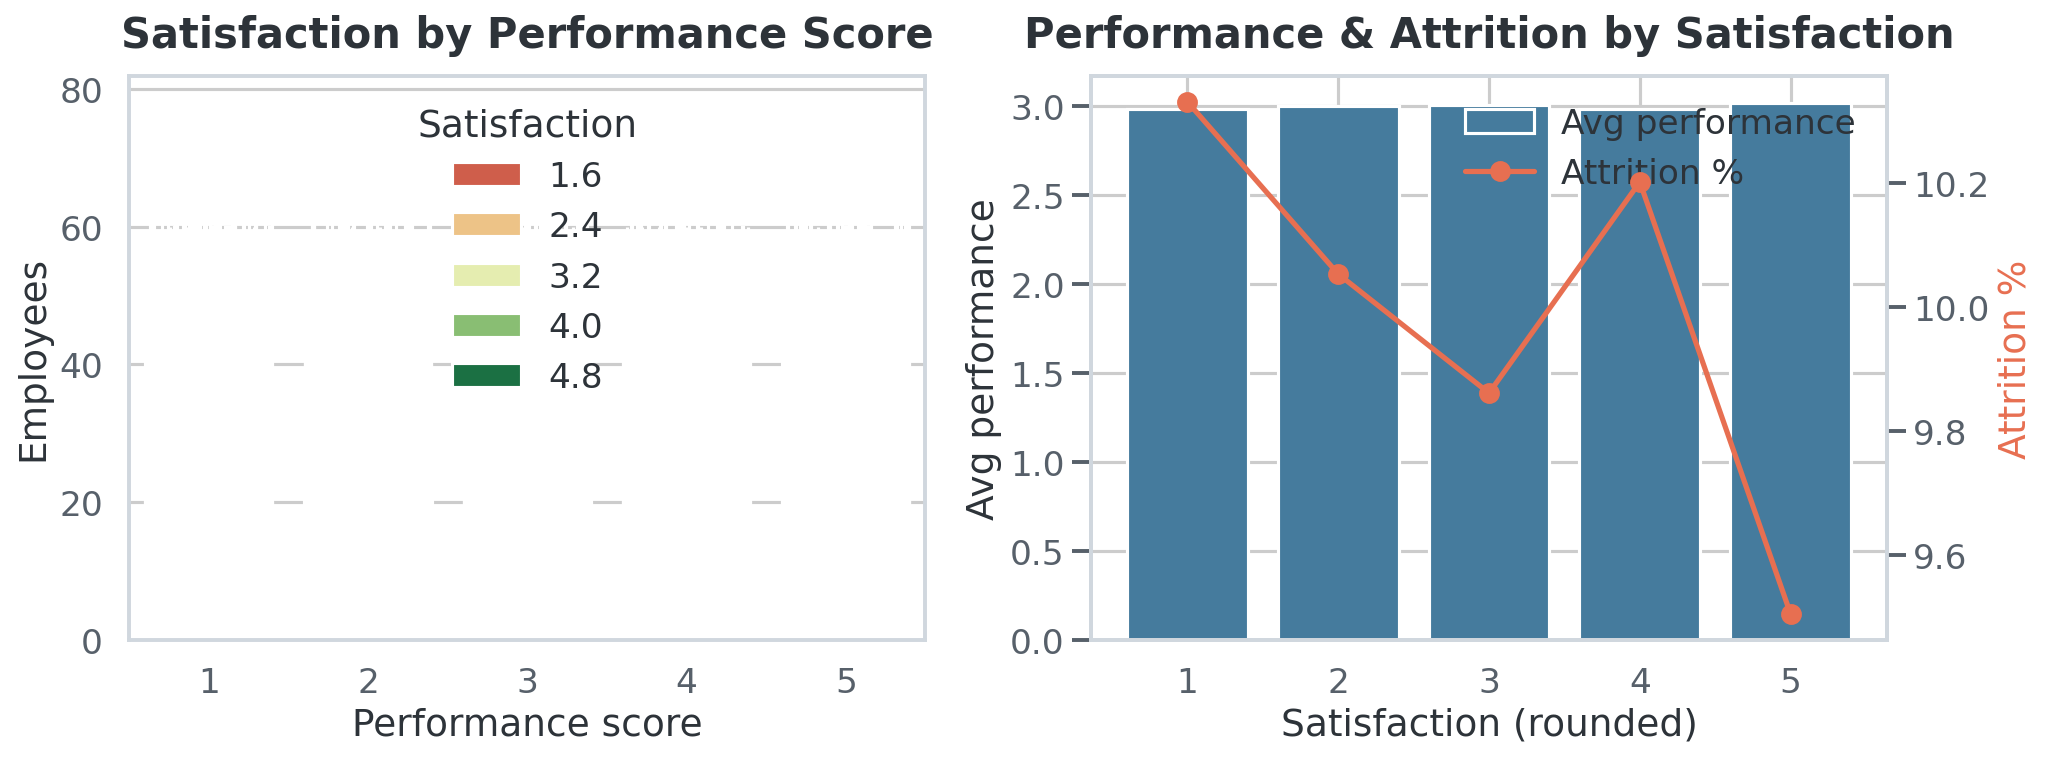 Satisfaction by Performance Score
80
60
40
20
0
Employees
Satisfaction
1.6
2.4
3.2
4.0
4.8
1 2 3 4 5
Performance score
Performance & Attrition by Satisfaction
3.0
2.5
2.0
1.5
1.0
0.5
0.0
Avg performance
Avg performance
Attrition %
10.2
10.0
9.8
9.6
Attrition %
1 2 3 4 5
Satisfaction (rounded)